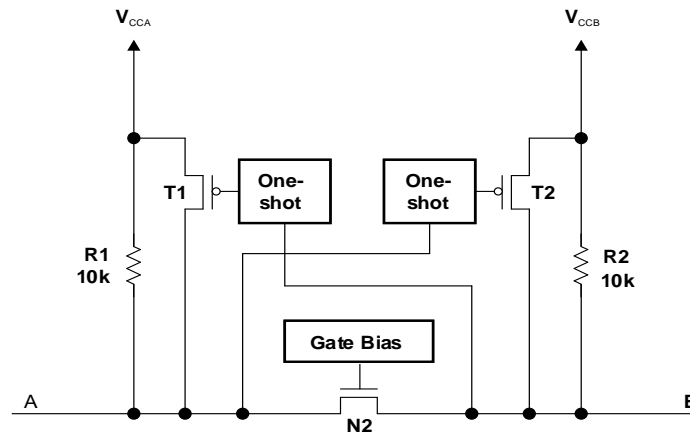 VCCA
VCCB
T1
One-
shot
One-
shot
T2
R1
10k
R2
10k
Gate Bias
A
N2